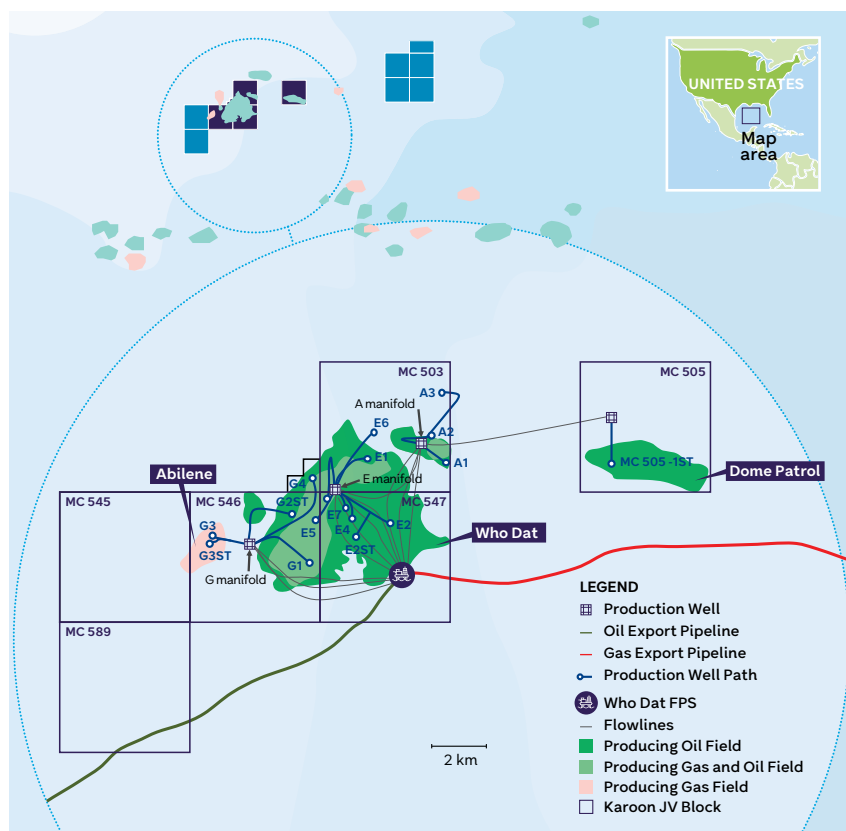 UNITED STATES
Map
area
MC 503
MC 505
A3
A manifold
E6
A2
E1
A1
MC 505 -1ST
Dome Patrol
Abilene
G4
E manifold
MC 545
MC 546
G2ST
MC 547
G3
E7
E2
Who Dat
E5
E4
G3ST
E2ST
G manifold
G1
MC 589
LEGEND
Production Well
Oil Export Pipeline
Gas Export Pipeline
Production Well Path
Who Dat FPS
Flowlines
Producing Oil Field
Producing Gas and Oil Field
Producing Gas Field
Karoon JV Block
2 km